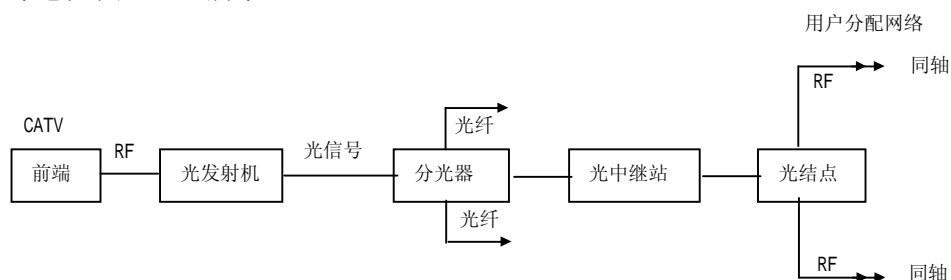 用户分配网络
同轴
RF
CATV
光纤
RF
光信号
前端
光发射机
分光器
光中继站
光结点
光纤
RF
同轴